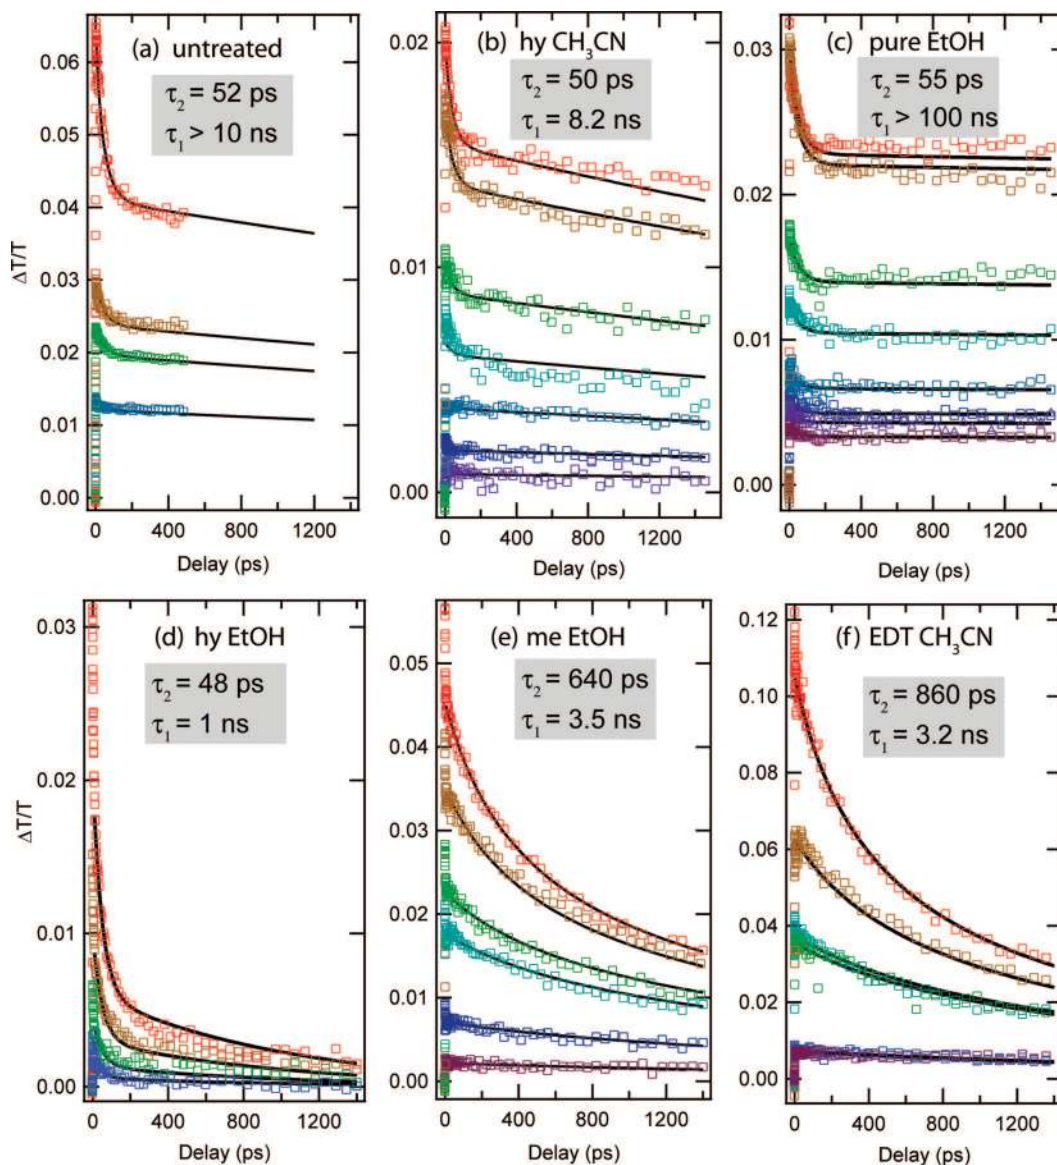 (a) untreated
τ2 = 52 ps
τ1 > 10 ns
0.06
0.05
0.04
0.03
0.02
0.01
0.00
ΔT/T
0 400 800 1200
Delay (ps)
(b) hy CH3CN
τ2 = 50 ps
τ1 = 8.2 ns
0.02
0.01
0.00
0 400 800 1200
Delay (ps)
(c) pure EtOH
τ2 = 55 ps
τ1 > 100 ns
0.03
0.02
0.01
0.00
0 400 800 1200
Delay (ps)
(d) hy EtOH
τ2 = 48 ps
τ1 = 1 ns
0.03
0.02
0.01
0.00
ΔT/T
0 400 800 1200
Delay (ps)
(e) me EtOH
τ2 = 640 ps
τ1 = 3.5 ns
0.05
0.04
0.03
0.02
0.01
0.00
0 400 800 1200
Delay (ps)
(f) EDT CH3CN
τ2 = 860 ps
τ1 = 3.2 ns
0.12
0.10
0.08
0.06
0.04
0.02
0.00
0 400 800 1200
Delay (ps)